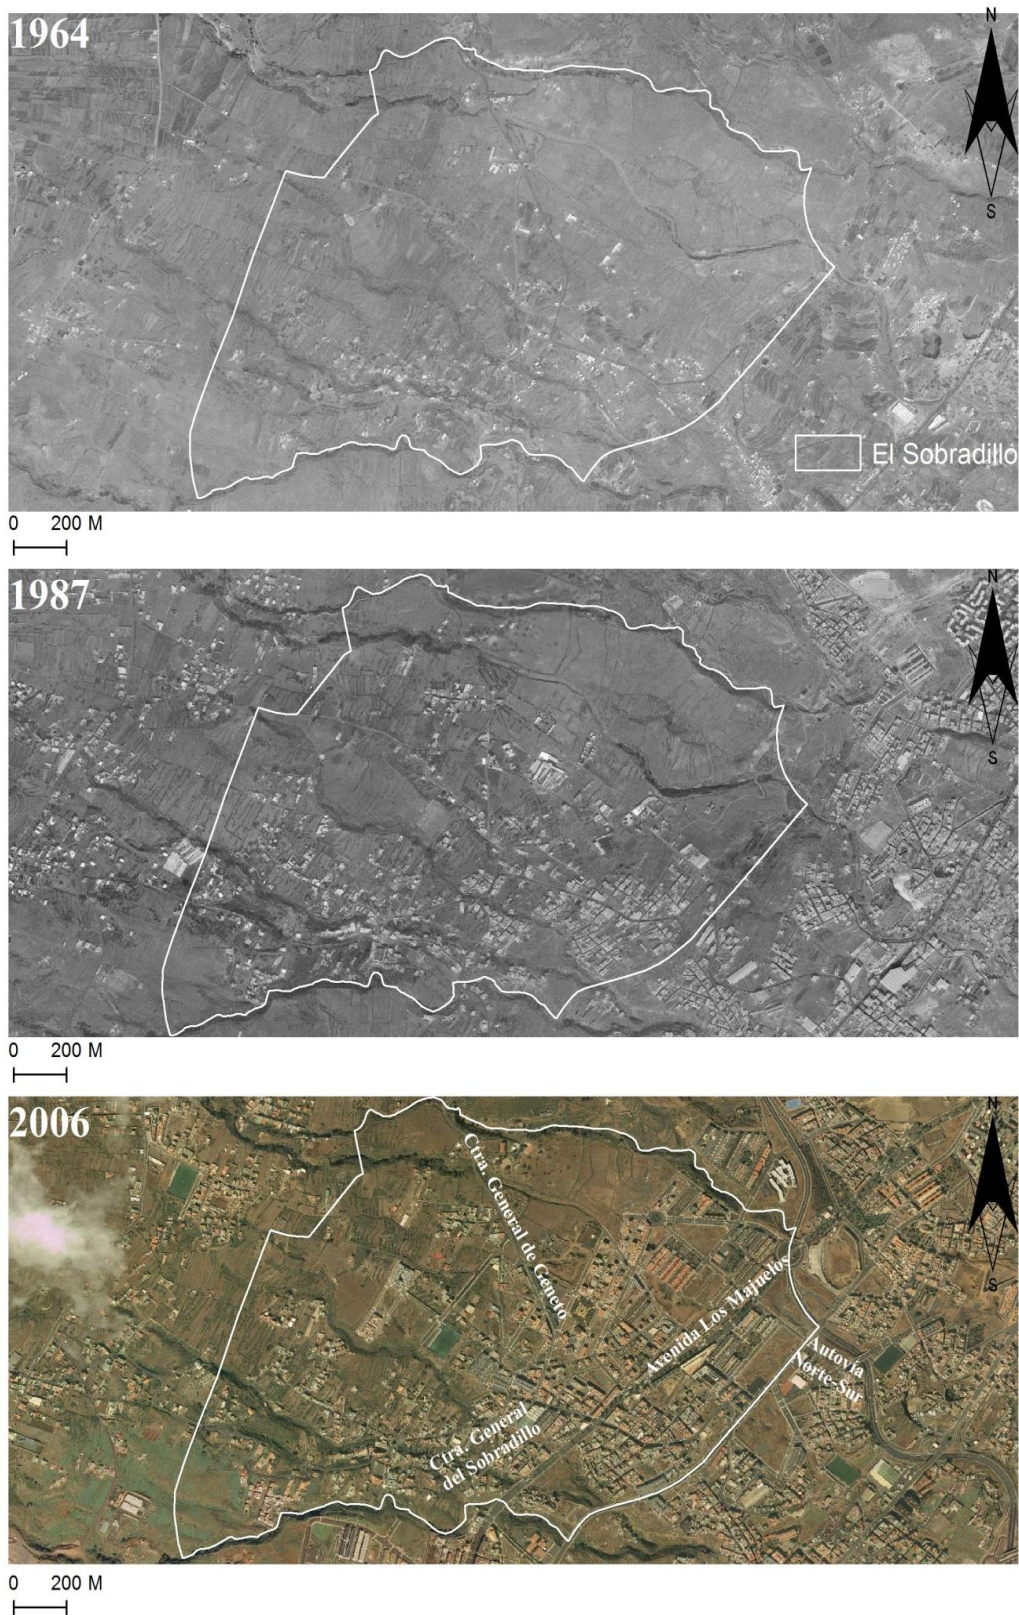 1964
N
S
El Sobradillo
0 200 M
1987
N
S
0 200 M
2006
N
S
Ctra. General de Geneto
Avenida Los Majuelos
Autovía
Norte-Sur
Ctra. General
del Sobradillo
0 200 M